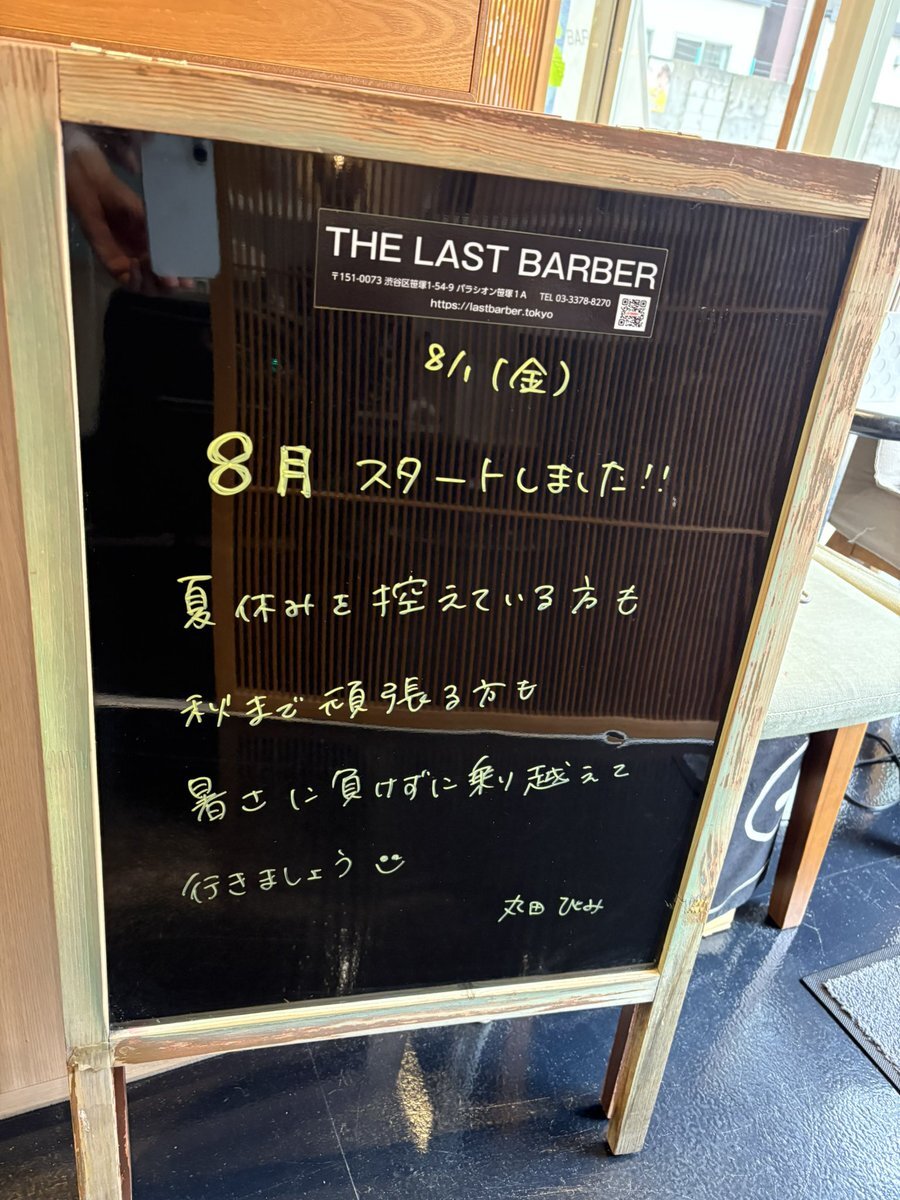 THE LAST BARBER
〒151-0073 渋谷区笹塚1-54-9 パラシオン笹塚1A TEL 03-3378-8270
https://lastbarber.tokyo
8/1(金)
8月 スタートしました!!
夏休みを控えている方も
秋まで頑張る方も
暑さに負けずに乗り越えて
行きましょう
丸田 ひとみ